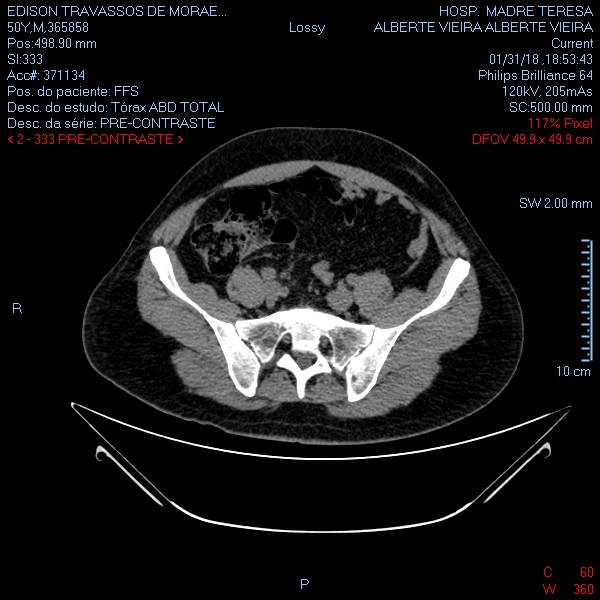 EDISON TRAVASSOS DE MORAE...
50Y,M,365858
Pos:498.90 mm
SI:333
Acc#: 371134
Pos. do paciente: FFS
Desc. do estudo: Tórax ABD TOTAL
Desc. da série: PRE-CONTRASTE
< 2 - 333 PRE-CONTRASTE >
Lossy
HOSP. MADRE TERESA
ALBERTE VIEIRA ALBERTE VIEIRA
Current
01/31/18 ,18:53:43
Philips Brilliance 64
120kV, 205mAs
SC:500.00 mm
117% Pixel
DFOV 49.9 x 49.9 cm
SW 2.00 mm
R
10 cm
P
C 60
W 360